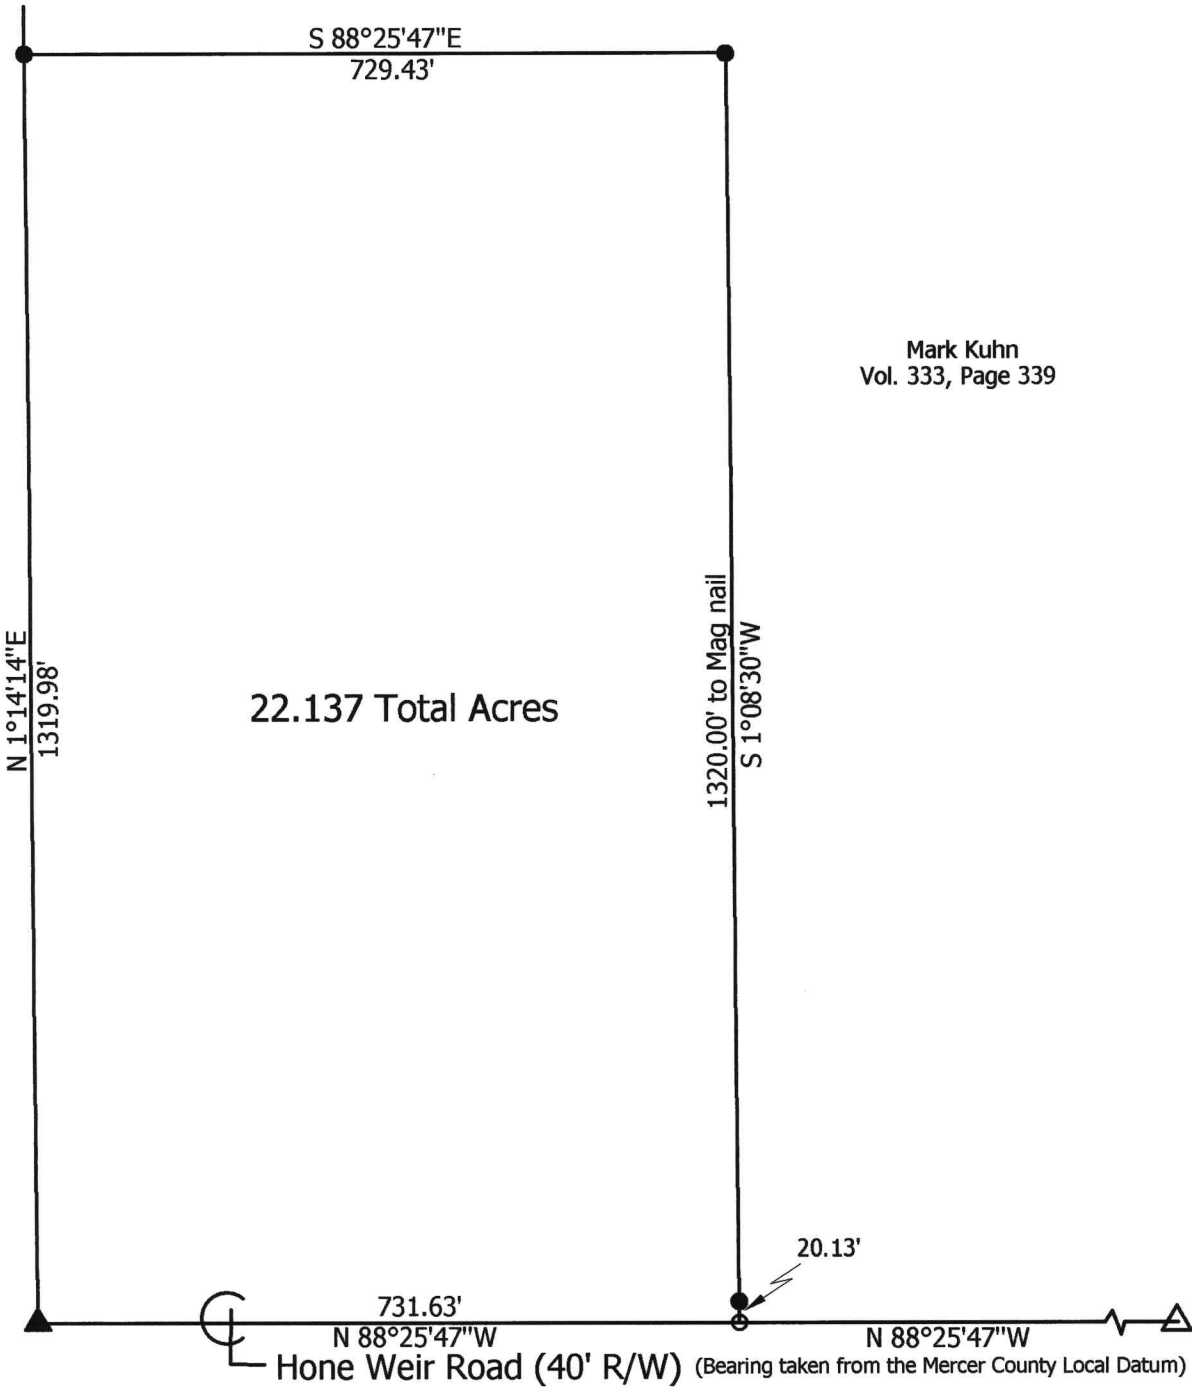 S 88°25'47"E
729.43'
Mark Kuhn
Vol. 333, Page 339
N 1°14'14"E
1319.98'
22.137 Total Acres
1320.00' to Mag nail
S 1°08'30"W
20.13'
731.63'
N 88°25'47"W
N 88°25'47"W
Hone Weir Road (40' R/W) (Bearing taken from the Mercer County Local Datum)